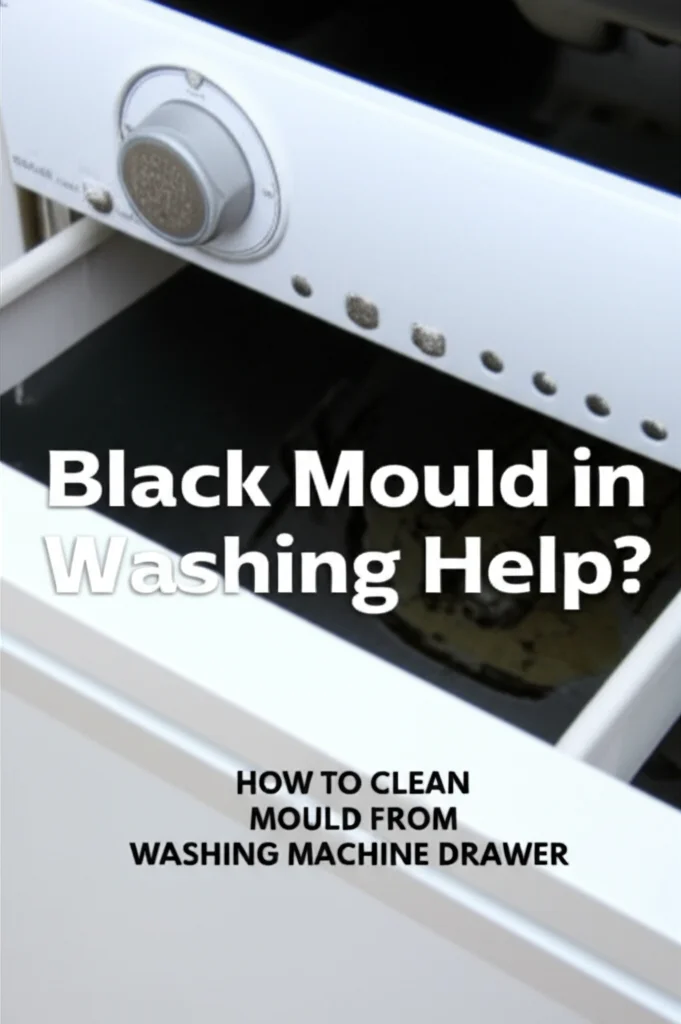 Black Mould in
Washing Help?
HOW TO CLEAN
MOULD FROM
WASHING MACHINE DRAWER